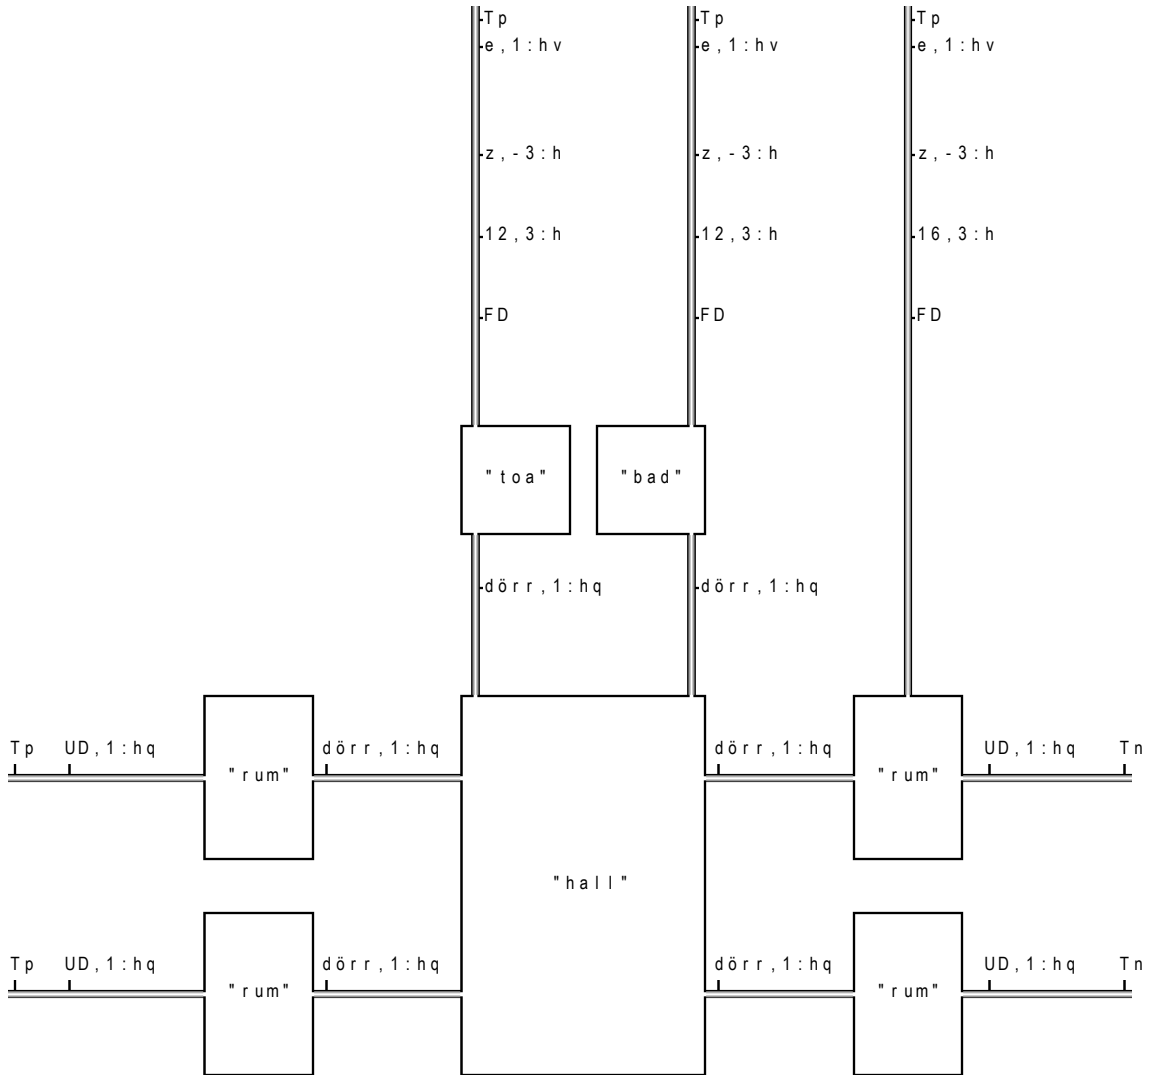 Tp Tp Tp
e,1:hv e,1:hv e,1:hv
z,-3:h z,-3:h z,-3:h
12,3:h 12,3:h 16,3:h
FD FD FD
"toa" "bad"
dörr,1:hq dörr,1:hq
Tp UD,1:hq dörr,1:hq dörr,1:hq UD,1:hq Tn
"rum" "rum"
"hall"
Tp UD,1:hq dörr,1:hq dörr,1:hq UD,1:hq Tn
"rum" "rum"